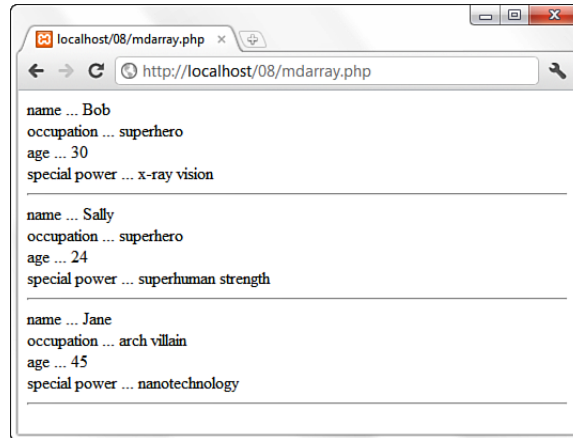 localhost/08/mdarray.php
http://localhost/08/mdarray.php
name ... Bob
occupation ... superhero
age ... 30
special power ... x-ray vision
name ... Sally
occupation ... superhero
age ... 24
special power ... superhuman strength
name ... Jane
occupation ... arch villain
age ... 45
special power ... nanotechnology